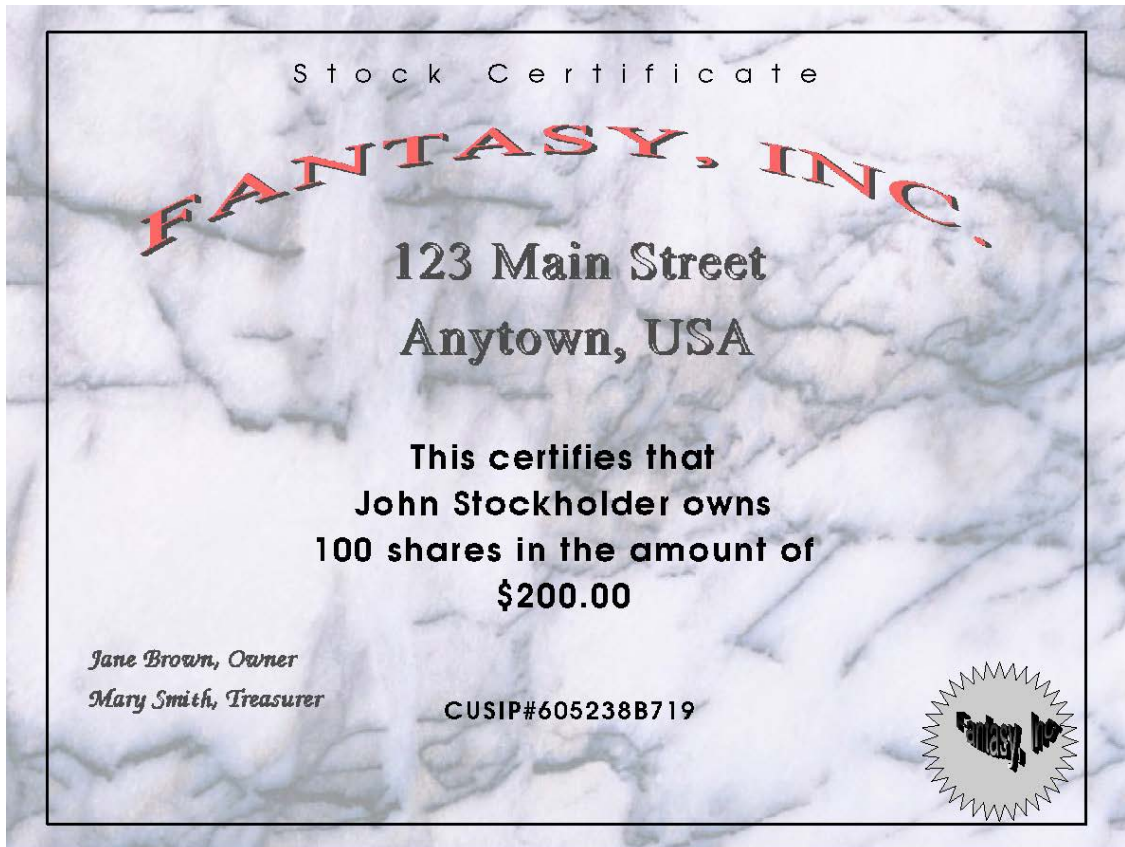 Stock Certificate
FANTASY, INC.
123 Main Street
Anytown, USA
This certifies that
John Stockholder owns
100 shares in the amount of
$200.00
Jane Brown, Owner
Mary Smith, Treasurer
CUSIP#605238B719
Fantasy, Inc